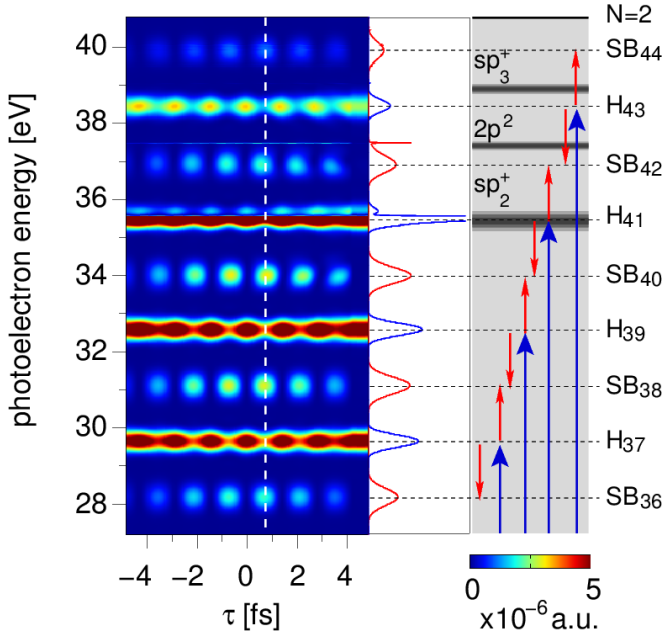 N=2
40
SB44
sp3+
38
H43
2p²
SB42
36
sp2+
H41
34
SB40
32
H39
SB38
30
H37
28
SB36
photoelectron energy [eV]
−4 −2 0 2 4
τ [fs]
0 5
x10⁻⁶ a.u.